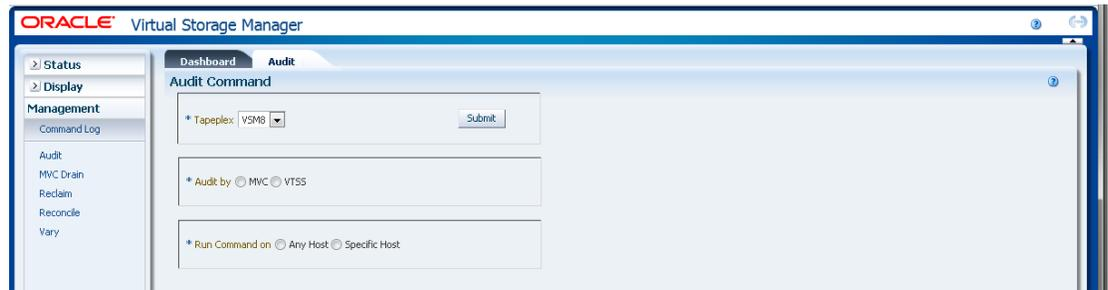 ORACLE® Virtual Storage Manager
Status
Display
Management
Command Log
Audit
MVC Drain
Reclaim
Reconcile
Vary
Dashboard Audit
Audit Command
* Tapeplex VSM8 Submit
* Audit by MVC VTSS
* Run Command on Any Host Specific Host